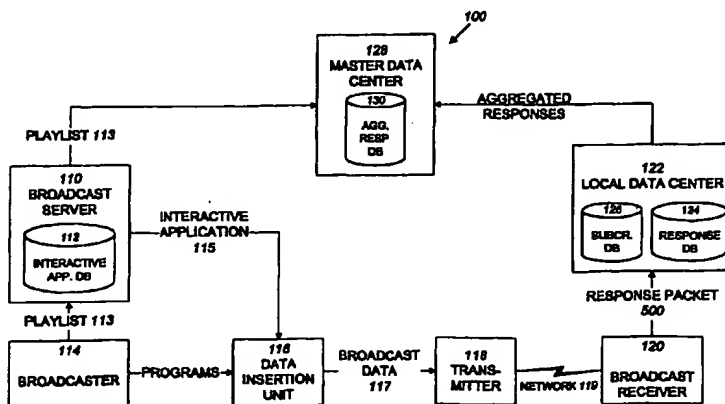 100
128
MASTER DATA
CENTER
130
AGG.
RESP
DB
AGGREGATED
RESPONSES
PLAYLIST 113
110
BROADCAST
SERVER
112
INTERACTIVE
APP. DB
INTERACTIVE
APPLICATION
115
122
LOCAL DATA CENTER
126
SUBCR.
DB
124
RESPONSE
DB
PLAYLIST 113
RESPONSE PACKET
500
114
BROADCASTER
PROGRAMS
116
DATA
INSERTION
UNIT
BROADCAST
DATA
117
118
TRANS-
MITTER
NETWORK 119
120
BROADCAST
RECEIVER